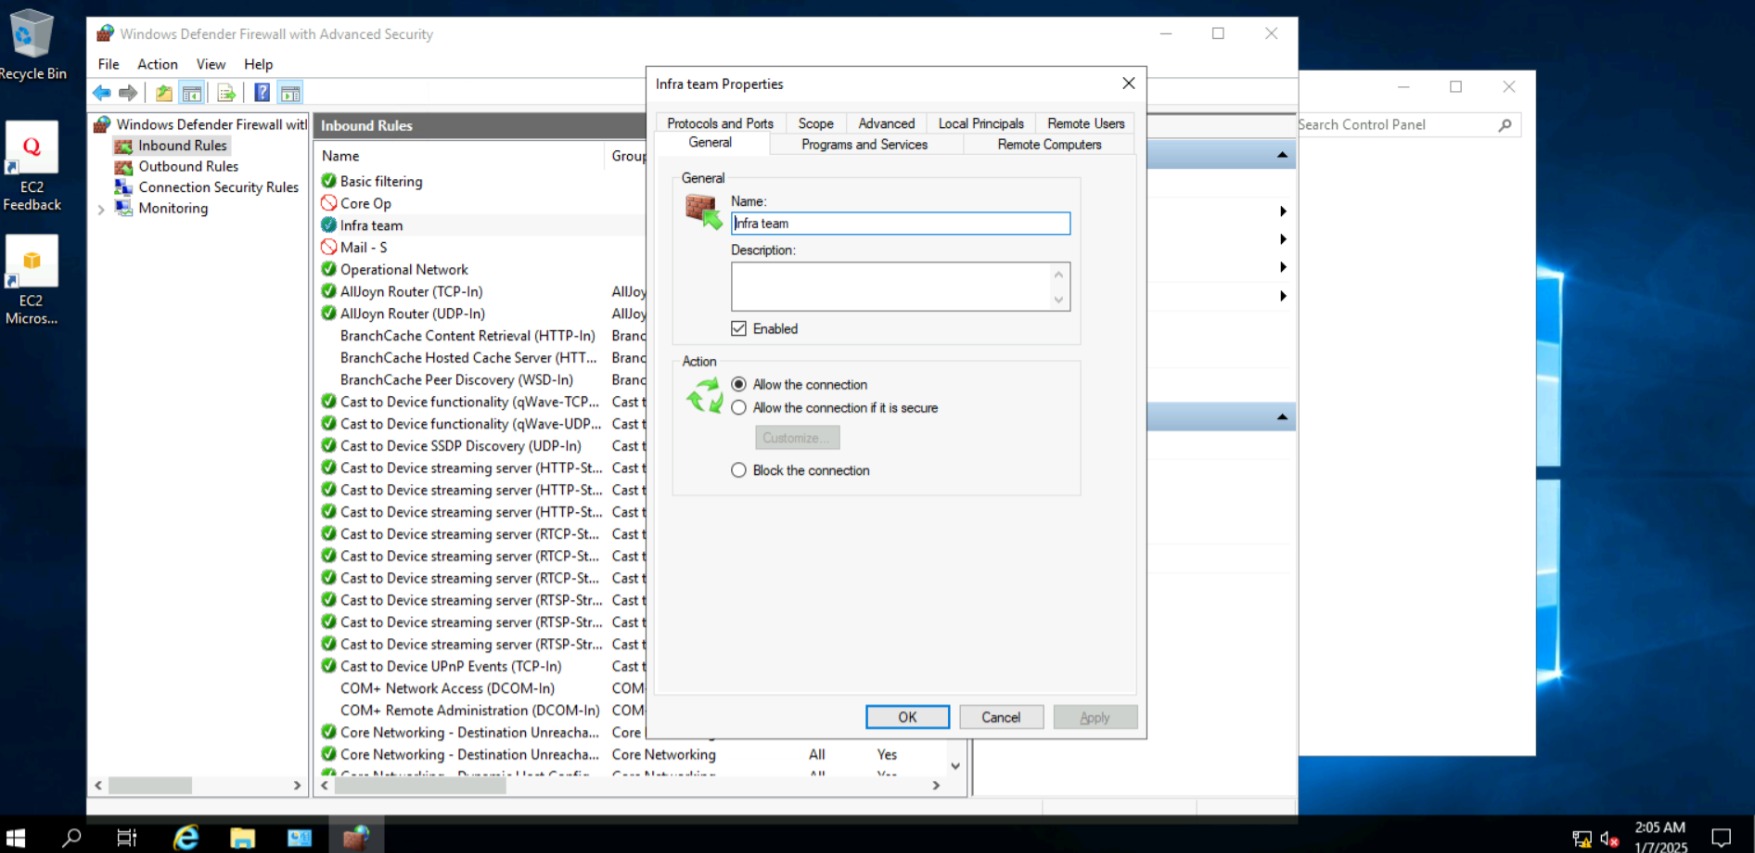 Recycle Bin
EC2
Feedback
EC2
Micros...
Windows Defender Firewall with Advanced Security
File Action View Help
Windows Defender Firewall witl
Inbound Rules
Outbound Rules
Connection Security Rules
Monitoring
Inbound Rules
Name Group
Basic filtering
Core Op
Infra team
Mail - S
Operational Network
AllJoyn Router (TCP-In) AllJoy
AllJoyn Router (UDP-In) AllJoy
BranchCache Content Retrieval (HTTP-In) Branc
BranchCache Hosted Cache Server (HTT... Branc
BranchCache Peer Discovery (WSD-In) Branc
Cast to Device functionality (qWave-TCP... Cast t
Cast to Device functionality (qWave-UDP... Cast t
Cast to Device SSDP Discovery (UDP-In) Cast t
Cast to Device streaming server (HTTP-St... Cast t
Cast to Device streaming server (HTTP-St... Cast t
Cast to Device streaming server (HTTP-St... Cast t
Cast to Device streaming server (RTCP-St... Cast t
Cast to Device streaming server (RTCP-St... Cast t
Cast to Device streaming server (RTCP-St... Cast t
Cast to Device streaming server (RTSP-Str... Cast t
Cast to Device streaming server (RTSP-Str... Cast t
Cast to Device streaming server (RTSP-Str... Cast t
Cast to Device UPnP Events (TCP-In) Cast t
COM+ Network Access (DCOM-In) COM-
COM+ Remote Administration (DCOM-In) COM-
Core Networking - Destination Unreacha... Core
Core Networking - Destination Unreacha... Core Networking All Yes
Infra team Properties
Protocols and Ports Scope Advanced Local Principals Remote Users
General Programs and Services Remote Computers
General
Name:
Infra team
Description:
Enabled
Action
Allow the connection
Allow the connection if it is secure
Customize...
Block the connection
OK Cancel Apply
Search Control Panel
2:05 AM
1/7/2025